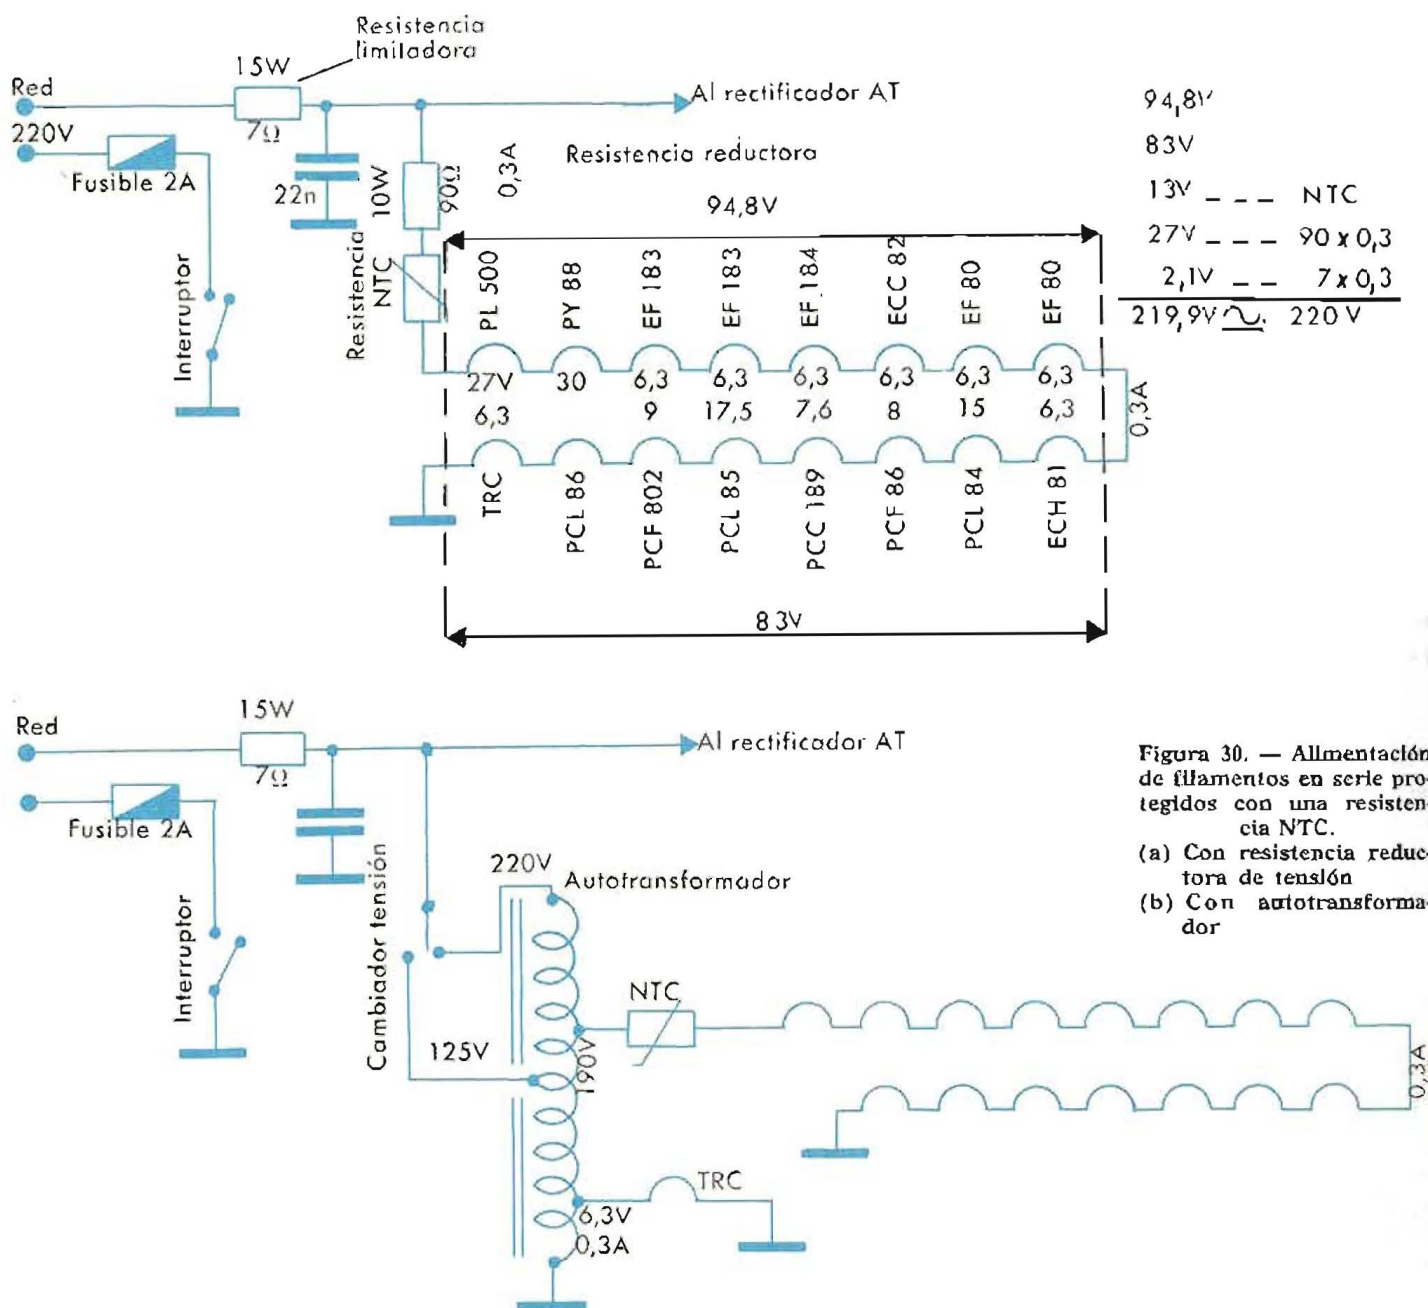 Resistencia
limitadora
15W
Red
7Ω
Al rectificador AT
220V
Fusible 2A
22n
10W
90Ω
0,3A
Resistencia reductora
94,8V
Interruptor
Resistencia
NTC
PL 500
PY 88
EF 183
EF 183
EF 184
ECC 82
EF 80
EF 80
27V 30 6,3 6,3 6,3 6,3 6,3 6,3
6,3 9 17,5 7,6 8 15 6,3
0,3A
TRC
PCL 86
PCF 802
PCL 85
PCC 189
PCF 86
PCL 84
ECH 81
83V
94,8V
83V
13V _ _ _ NTC
27V _ _ _ 90 x 0,3
2,1V _ _ 7 x 0,3
219,9V ≃ 220 V
Red
15W
7Ω
Al rectificador AT
Fusible 2A
Interruptor
Cambiador tensión
220V
Autotransformador
125V
190V
NTC
0,3A
TRC
6,3V
0,3A
Figura 30. — Alimentación
de filamentos en serie pro-
tegidos con una resisten-
cia NTC.
(a) Con resistencia reduc-
tora de tensión
(b) Con autotransforma-
dor